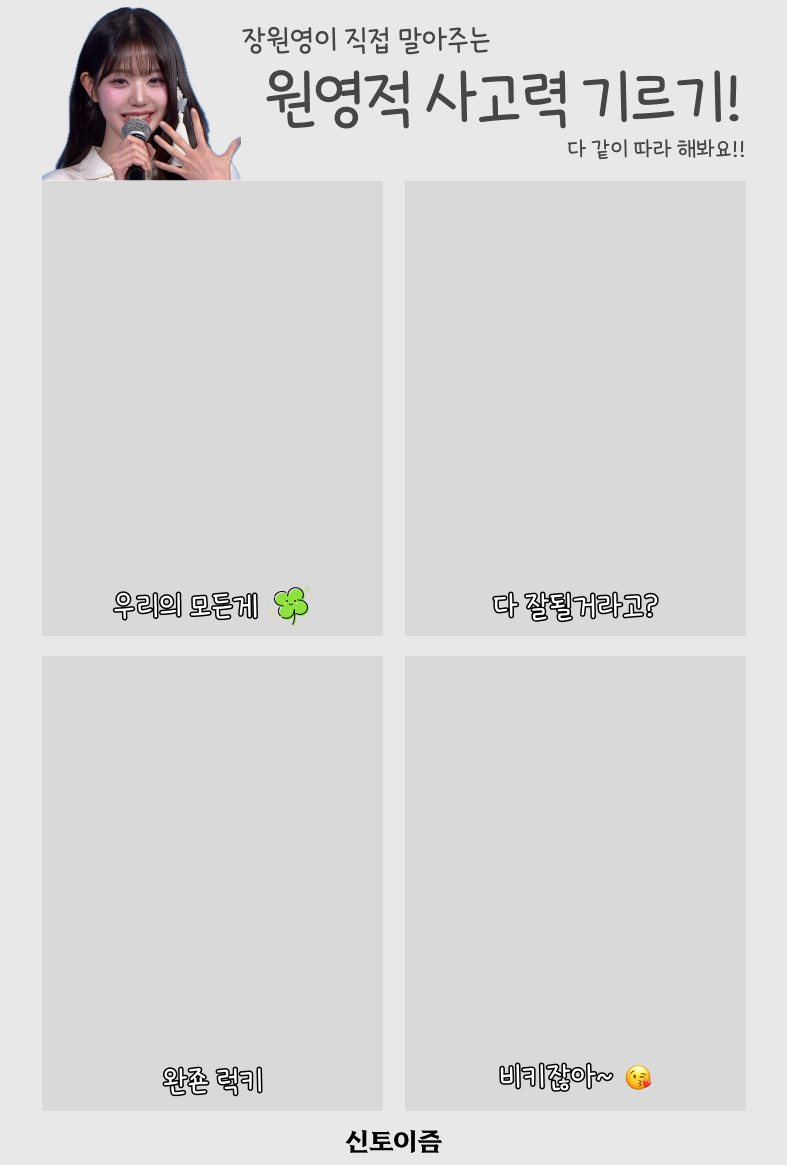 장원영이 직접 말아주는
원영적 사고력 기르기!
다 같이 따라 해봐요!!
우리의 모든게
다 잘될거라고?
완죤 럭키
비키잖아~
신토이즘